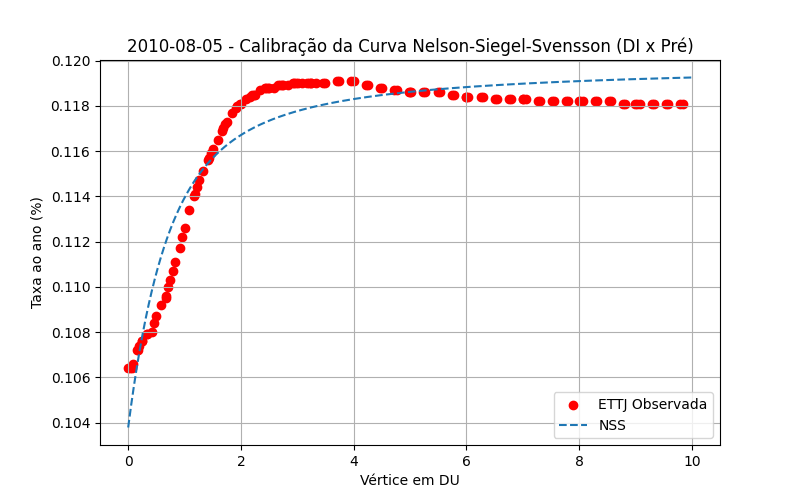 2010-08-05 - Calibração da Curva Nelson-Siegel-Svensson (DI x Pré)
Taxa ao ano (%)
0.120
0.118
0.116
0.114
0.112
0.110
0.108
0.106
0.104
ETTJ Observada
NSS
0 2 4 6 8 10
Vértice em DU